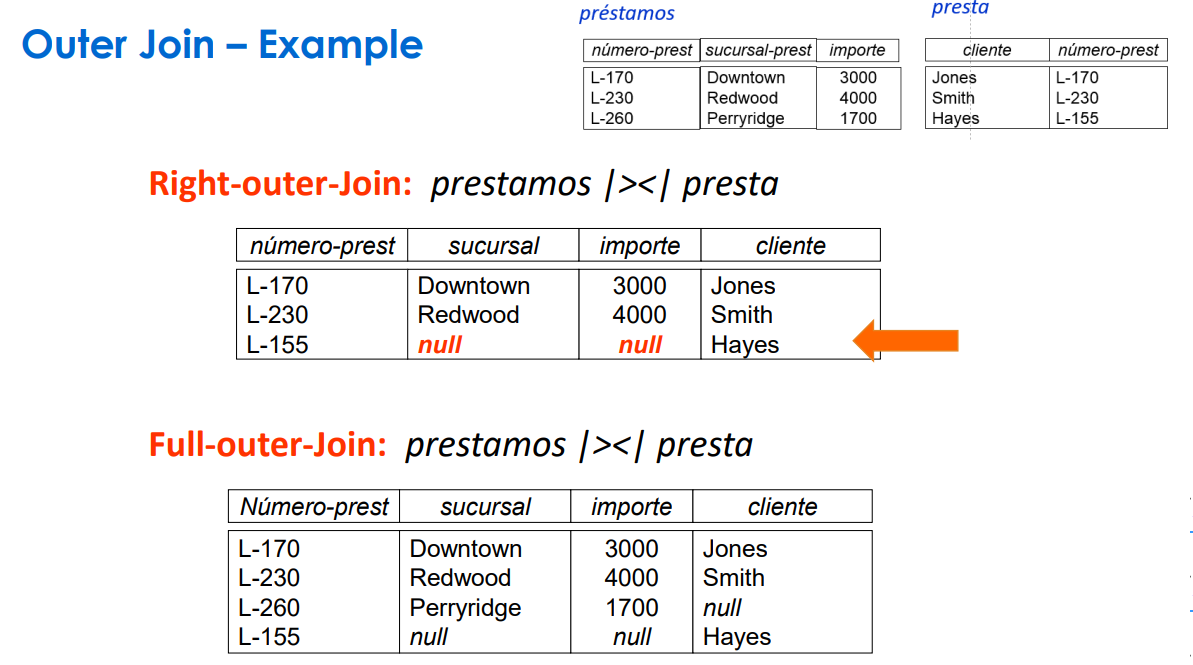 préstamos
presta
Outer Join – Example
número-prest sucursal-prest importe
L-170 Downtown 3000
L-230 Redwood 4000
L-260 Perryridge 1700
cliente número-prest
Jones L-170
Smith L-230
Hayes L-155
Right-outer-Join: prestamos |><| presta
número-prest sucursal importe cliente
L-170 Downtown 3000 Jones
L-230 Redwood 4000 Smith
L-155 null null Hayes
Full-outer-Join: prestamos |><| presta
Número-prest sucursal importe cliente
L-170 Downtown 3000 Jones
L-230 Redwood 4000 Smith
L-260 Perryridge 1700 null
L-155 null null Hayes